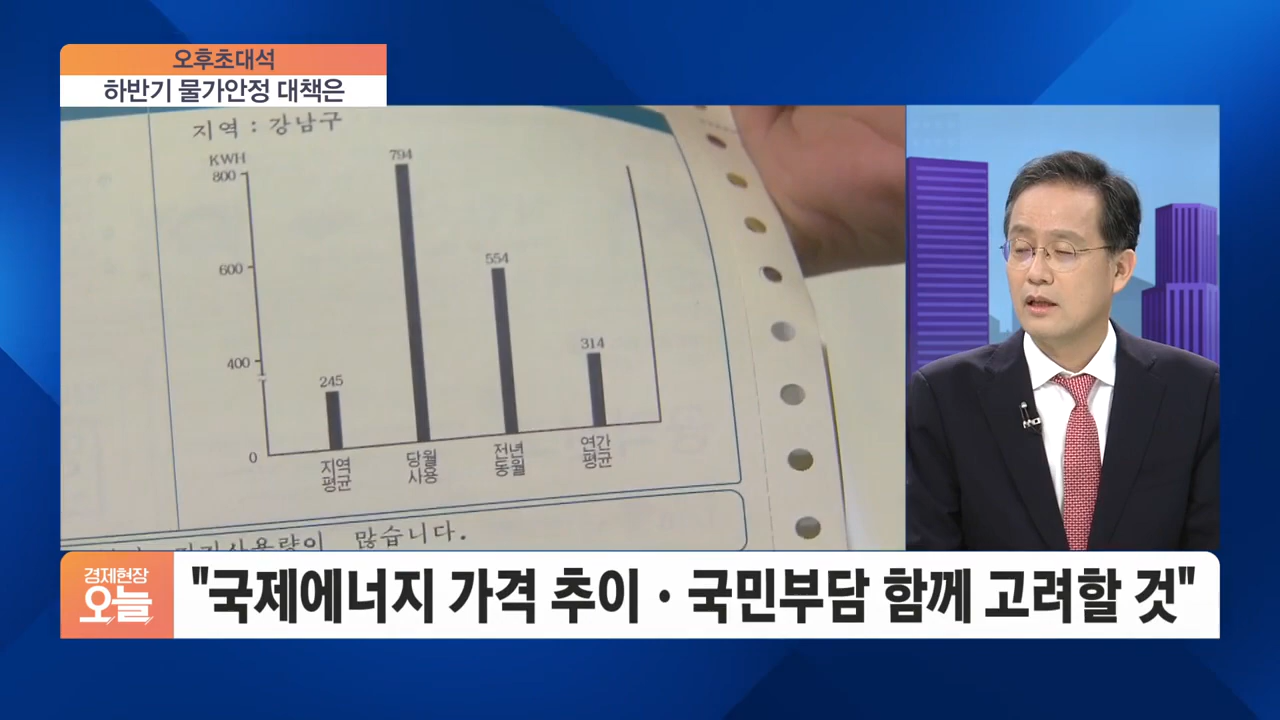 오후초대석
하반기 물가안정 대책은
지역 : 강남구
KWH
800
600
400
0
245
794
554
314
지역
평균
당월
사용
전년
동월
연간
평균
많습니다.
경제현장
오늘
"국제에너지 가격 추이 · 국민부담 함께 고려할 것"